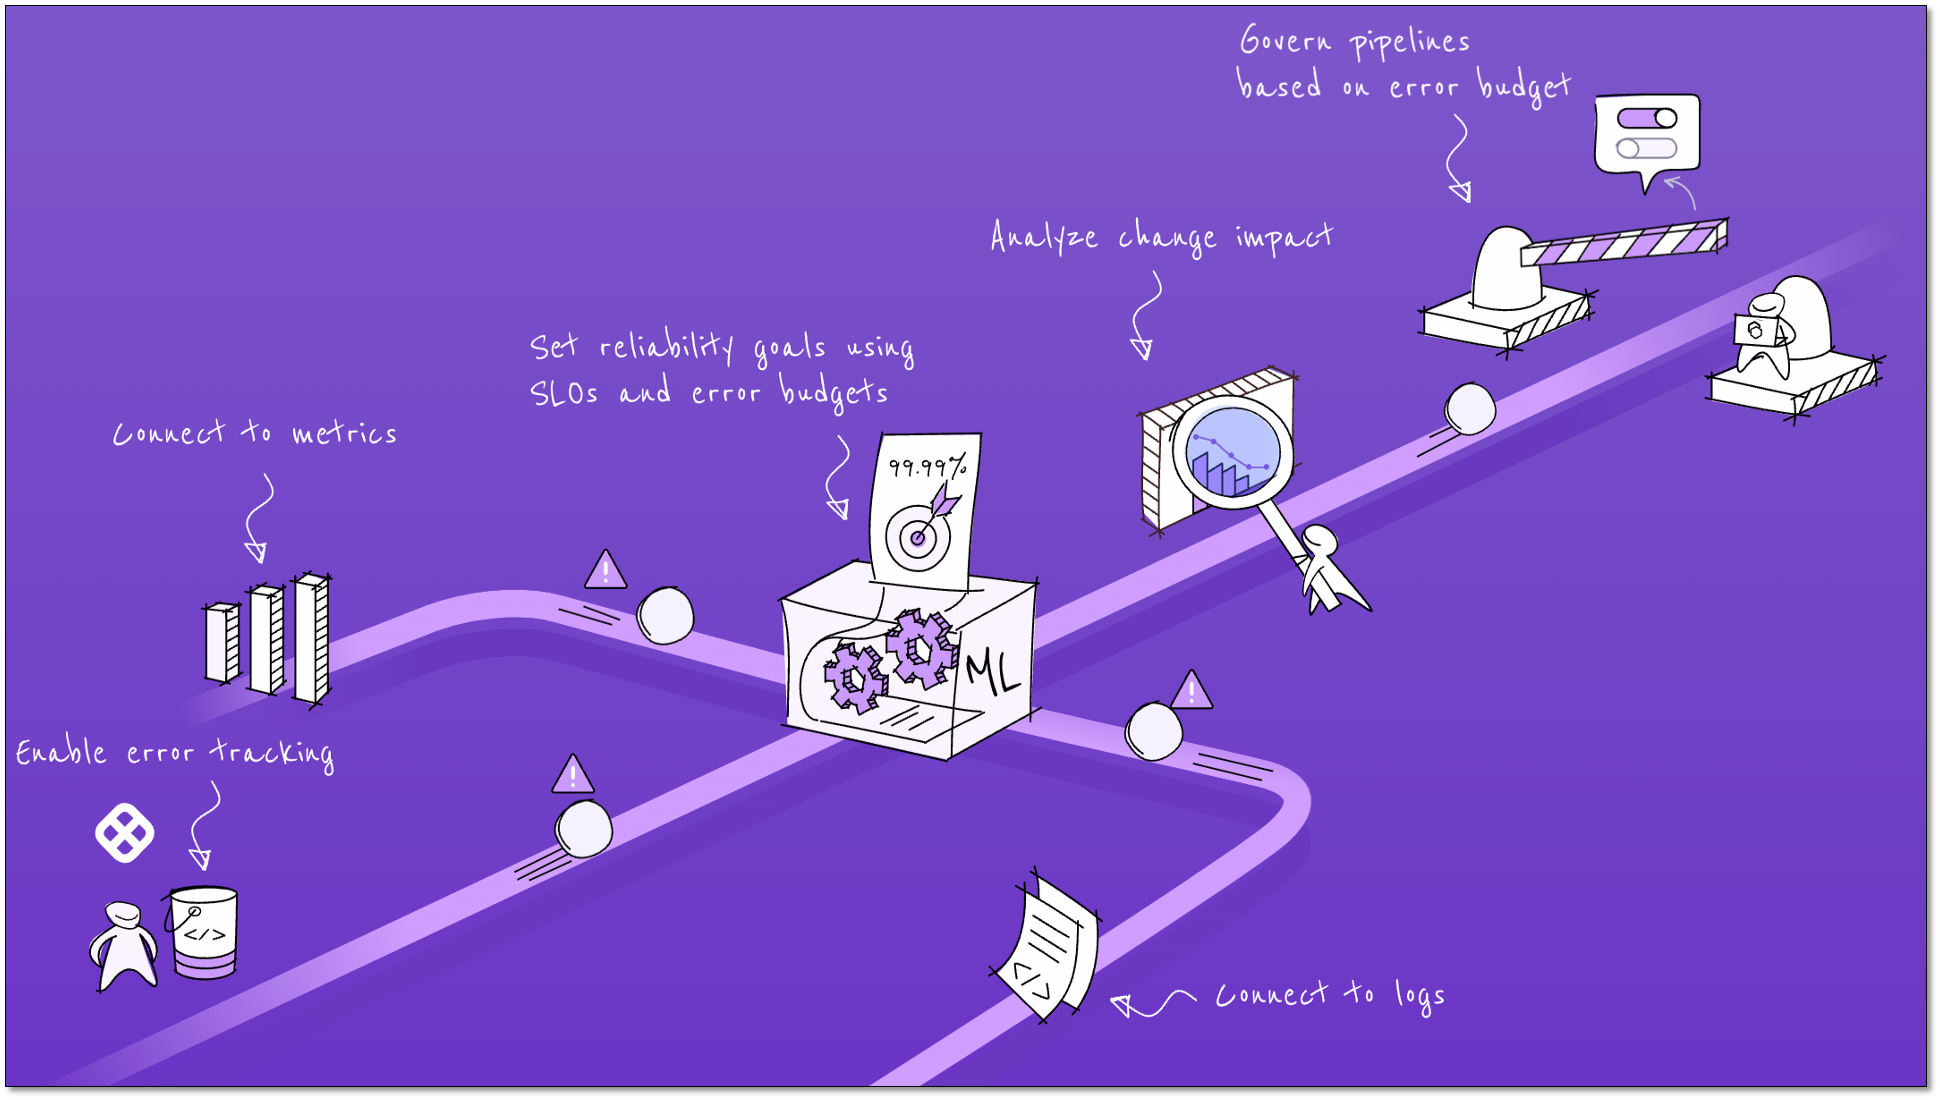 Govern pipelines
based on error budget
Analyze change impact
Set reliability goals using
SLOs and error budgets
Connect to metrics
99.99%
ML
Enable error tracking
</>
</>
Connect to logs